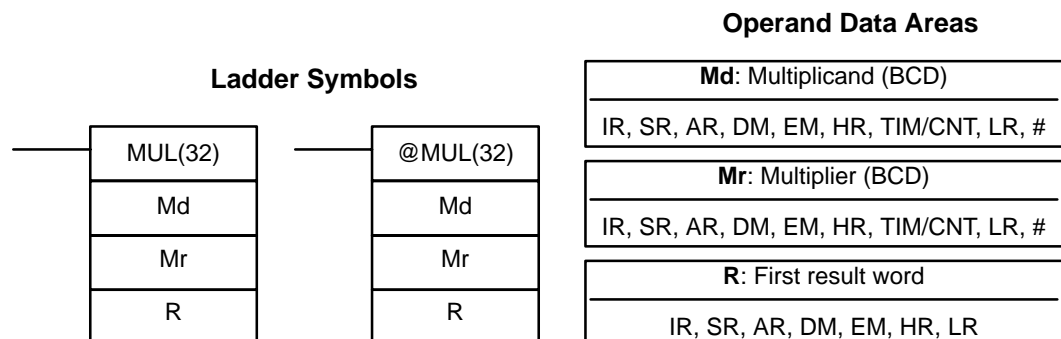 Operand Data Areas
Ladder Symbols
Md: Multiplicand (BCD)
IR, SR, AR, DM, EM, HR, TIM/CNT, LR, #
MUL(32)
Md
Mr
R
@MUL(32)
Md
Mr
R
Mr: Multiplier (BCD)
IR, SR, AR, DM, EM, HR, TIM/CNT, LR, #
R: First result word
IR, SR, AR, DM, EM, HR, LR